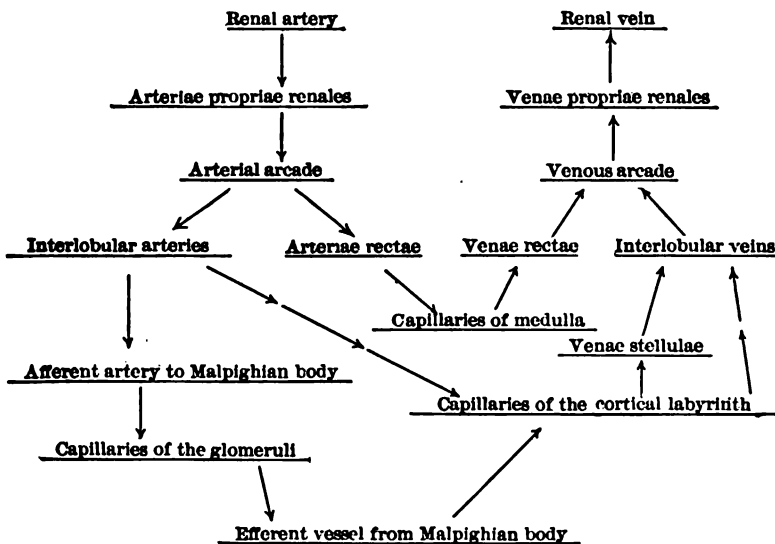 Renal artery
Renal vein
Arteriae propriae renales
Venae propriae renales
Arterial arcade
Venous arcade
Interlobular arteries
Arteriae rectae
Venae rectae
Interlobular veins
Capillaries of medulla
Venae stellulae
Afferent artery to Malpighian body
Capillaries of the cortical labyrinth
Capillaries of the glomeruli
Efferent vessel from Malpighian body